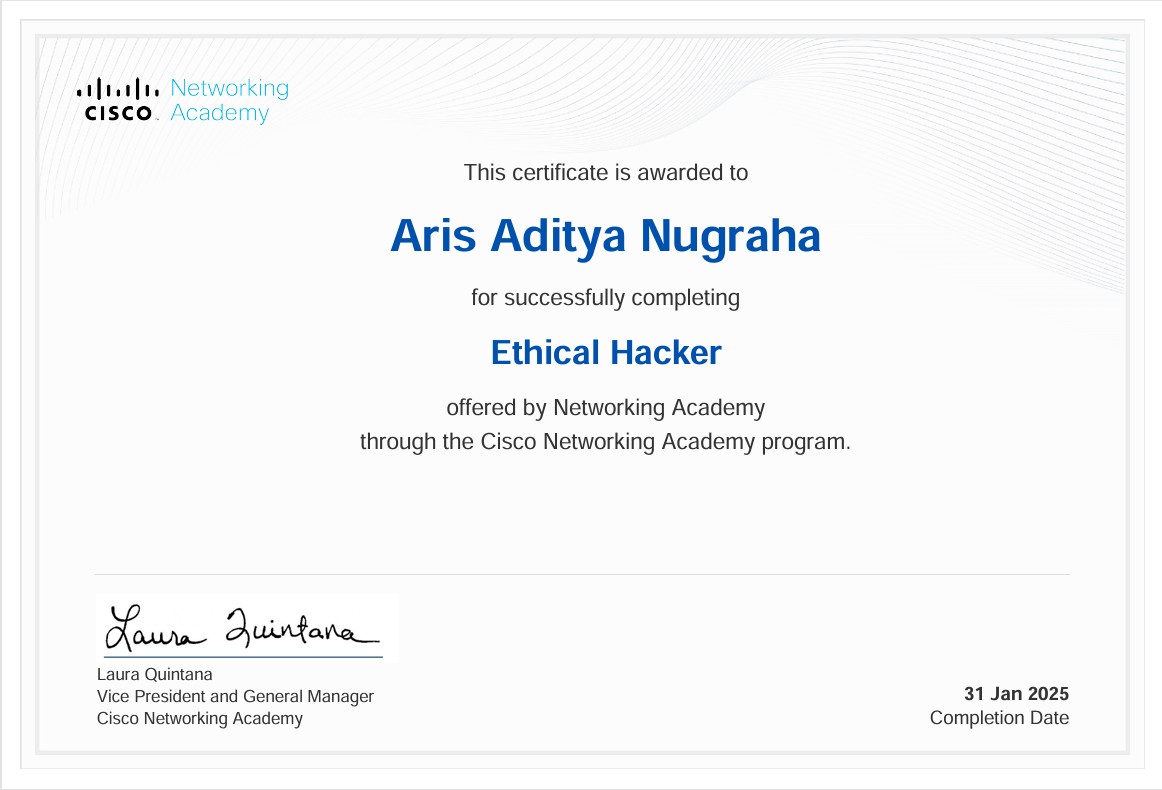 Networking
CISCO Academy
This certificate is awarded to
Aris Aditya Nugraha
for successfully completing
Ethical Hacker
offered by Networking Academy
through the Cisco Networking Academy program.
Laura Quintana
Laura Quintana
Vice President and General Manager
Cisco Networking Academy
31 Jan 2025
Completion Date